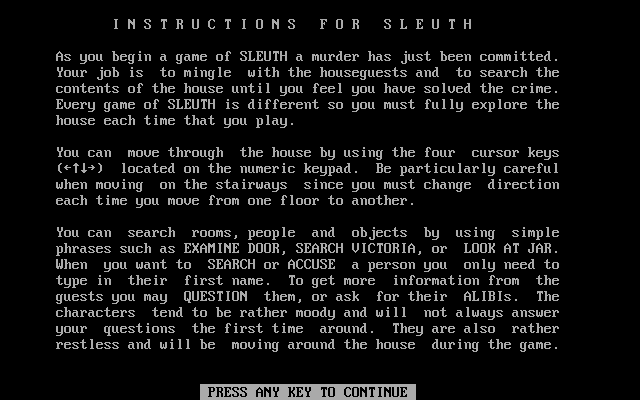 INSTRUCTIONS FOR SLEUTH
As you begin a game of SLEUTH a murder has just been committed.
Your job is to mingle with the houseguests and to search the
contents of the house until you feel you have solved the crime.
Every game of SLEUTH is different so you must fully explore the
house each time that you play.
You can move through the house by using the four cursor keys
(←↑↓→) located on the numeric keypad. Be particularly careful
when moving on the stairways since you must change direction
each time you move from one floor to another.
You can search rooms, people and objects by using simple
phrases such as EXAMINE DOOR, SEARCH VICTORIA, or LOOK AT JAR.
When you want to SEARCH or ACCUSE a person you only need to
type in their first name. To get more information from the
guests you may QUESTION them, or ask for their ALIBIs. The
characters tend to be rather moody and will not always answer
your questions the first time around. They are also rather
restless and will be moving around the house during the game.
PRESS ANY KEY TO CONTINUE